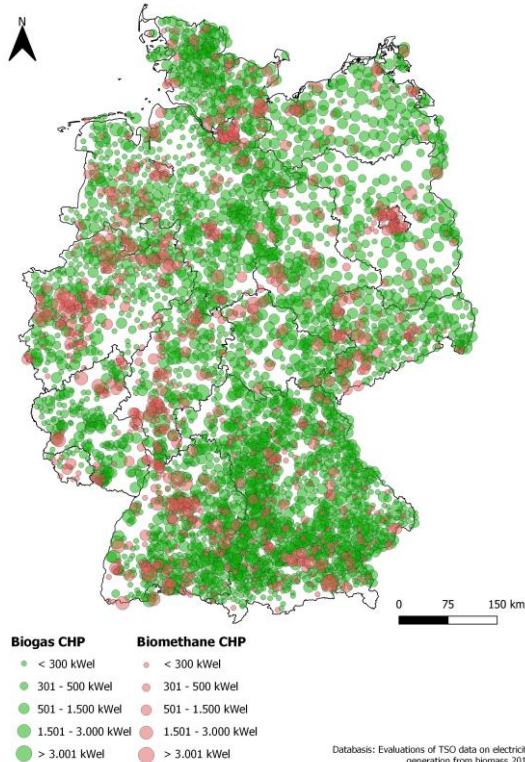 N
0 75 150 km
Biogas CHP Biomethane CHP
< 300 kWel < 300 kWel
301 - 500 kWel 301 - 500 kWel
501 - 1.500 kWel 501 - 1.500 kWel
1.501 - 3.000 kWel 1.501 - 3.000 kWel
> 3.001 kWel > 3.001 kWel
Databasis: Evaluations of TSO data on electrici
generation from biomass 201